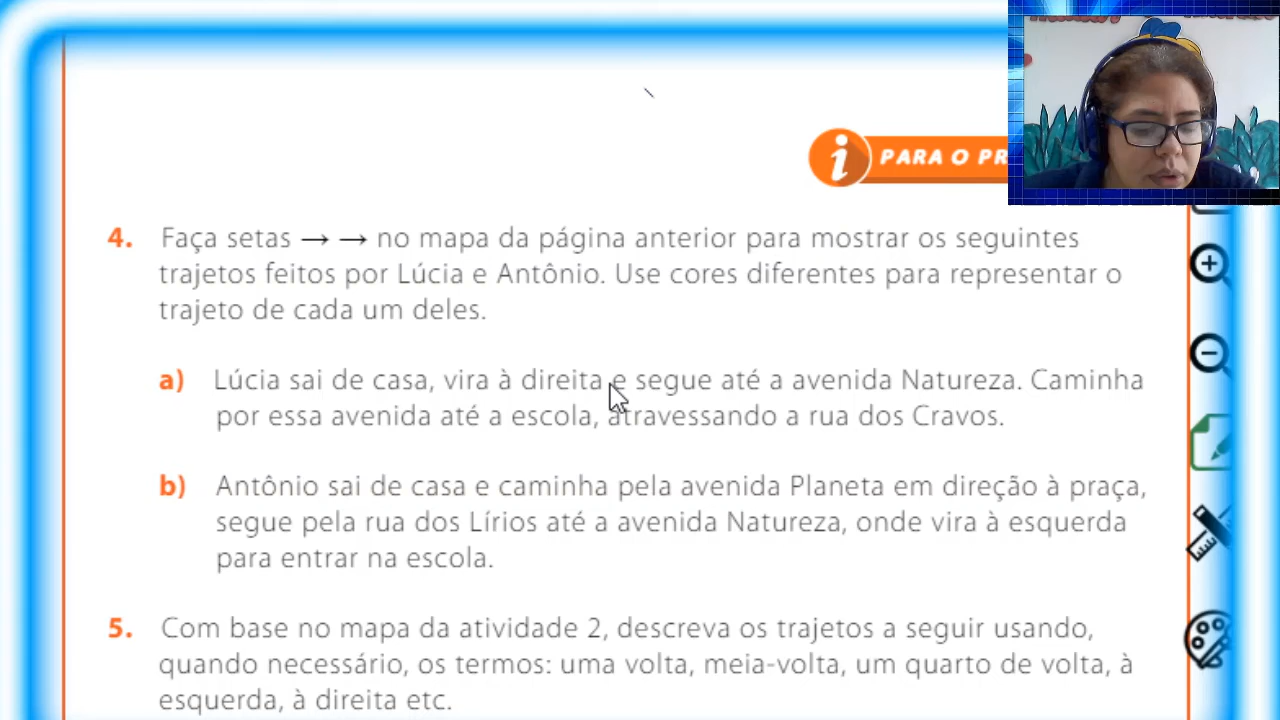 PARA O PR
4. Faça setas → → no mapa da página anterior para mostrar os seguintes
trajetos feitos por Lúcia e Antônio. Use cores diferentes para representar o
trajeto de cada um deles.
a) Lúcia sai de casa, vira à direita e segue até a avenida Natureza. Caminha
por essa avenida até a escola, atravessando a rua dos Cravos.
b) Antônio sai de casa e caminha pela avenida Planeta em direção à praça,
segue pela rua dos Lírios até a avenida Natureza, onde vira à esquerda
para entrar na escola.
5. Com base no mapa da atividade 2, descreva os trajetos a seguir usando,
quando necessário, os termos: uma volta, meia-volta, um quarto de volta, à
esquerda, à direita etc.